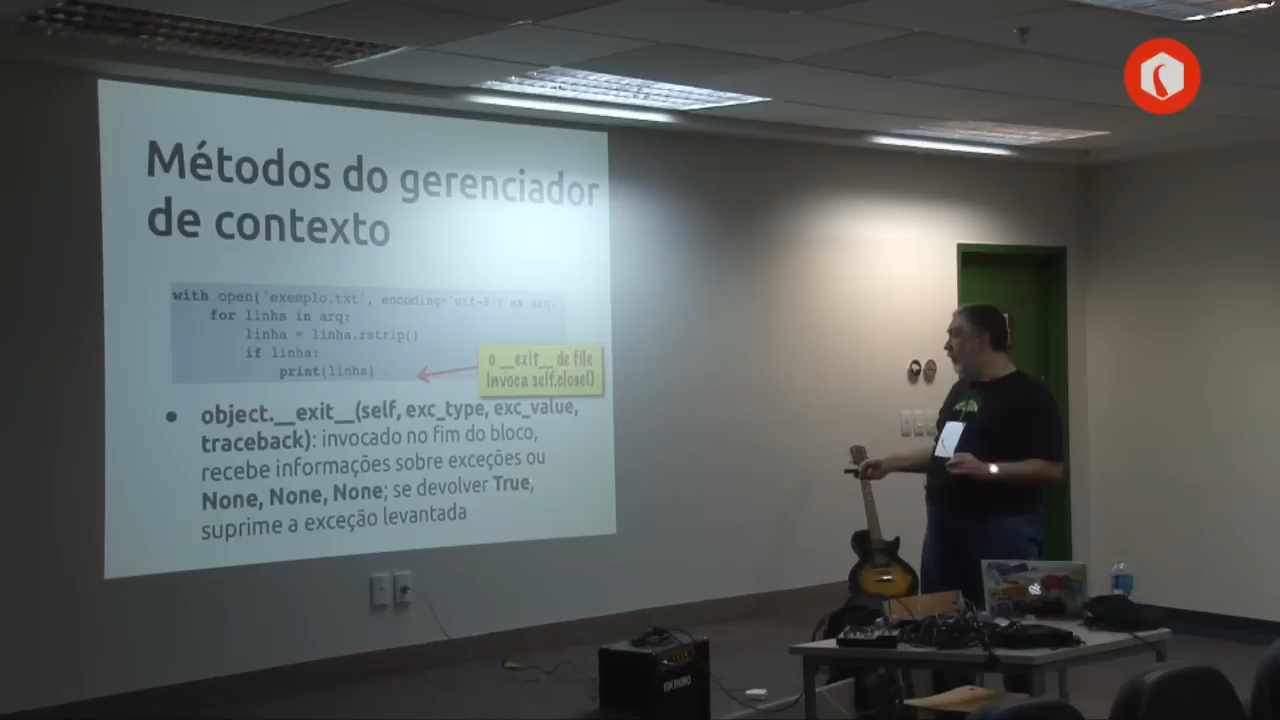 Métodos do gerenciador
de contexto
with open('exemplo.txt', encoding='utf-8') as arq:
for linha in arq:
linha = linha.rstrip()
if linha:
print(linha)
o __exit__ de file
invoca self.close()
• object.__exit__(self, exc_type, exc_value,
traceback): invocado no fim do bloco,
recebe informações sobre exceções ou
None, None, None; se devolver True,
suprime a exceção levantada